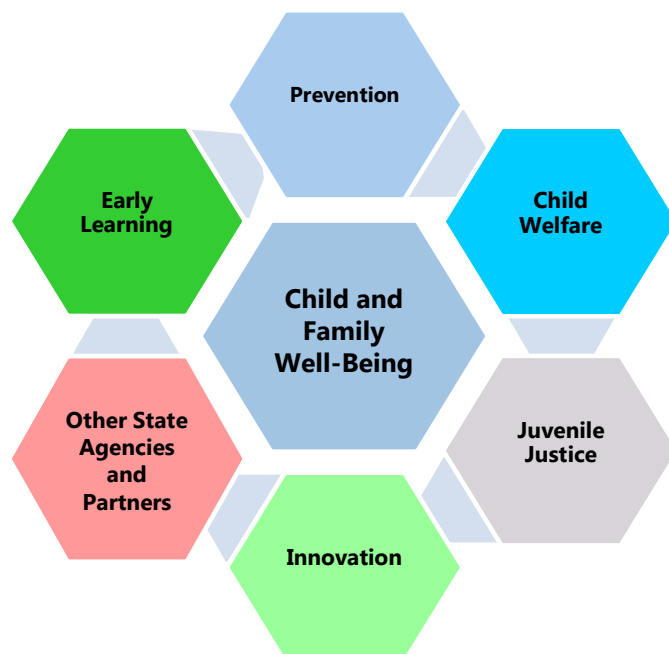 Prevention
Early
Learning
Child
Welfare
Child and
Family
Well-Being
Other State
Agencies
and
Partners
Juvenile
Justice
Innovation